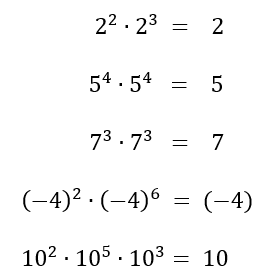 2² · 2³ = 2
5⁴ · 5⁴ = 5
7³ · 7³ = 7
(−4)² · (−4)⁶ = (−4)
10² · 10⁵ · 10³ = 10